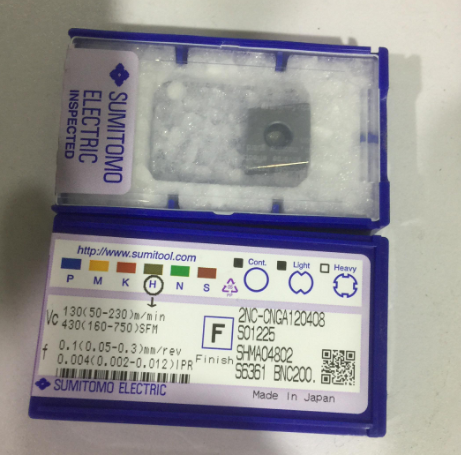 SUMITOMO
ELECTRIC
INSPECTED
http://www.sumitool.com
P M K H N S
Cont. Light Heavy
Vc 130(50-230)m/min
430(160-750)SFM
f 0.1(0.05-0.3)mm/rev
0.004(0.002-0.012)IPR
F
Finish
2NC-CNGA120408
S01225
SHMA04802
S6361 BNC200.
SUMITOMO ELECTRIC
Made in Japan